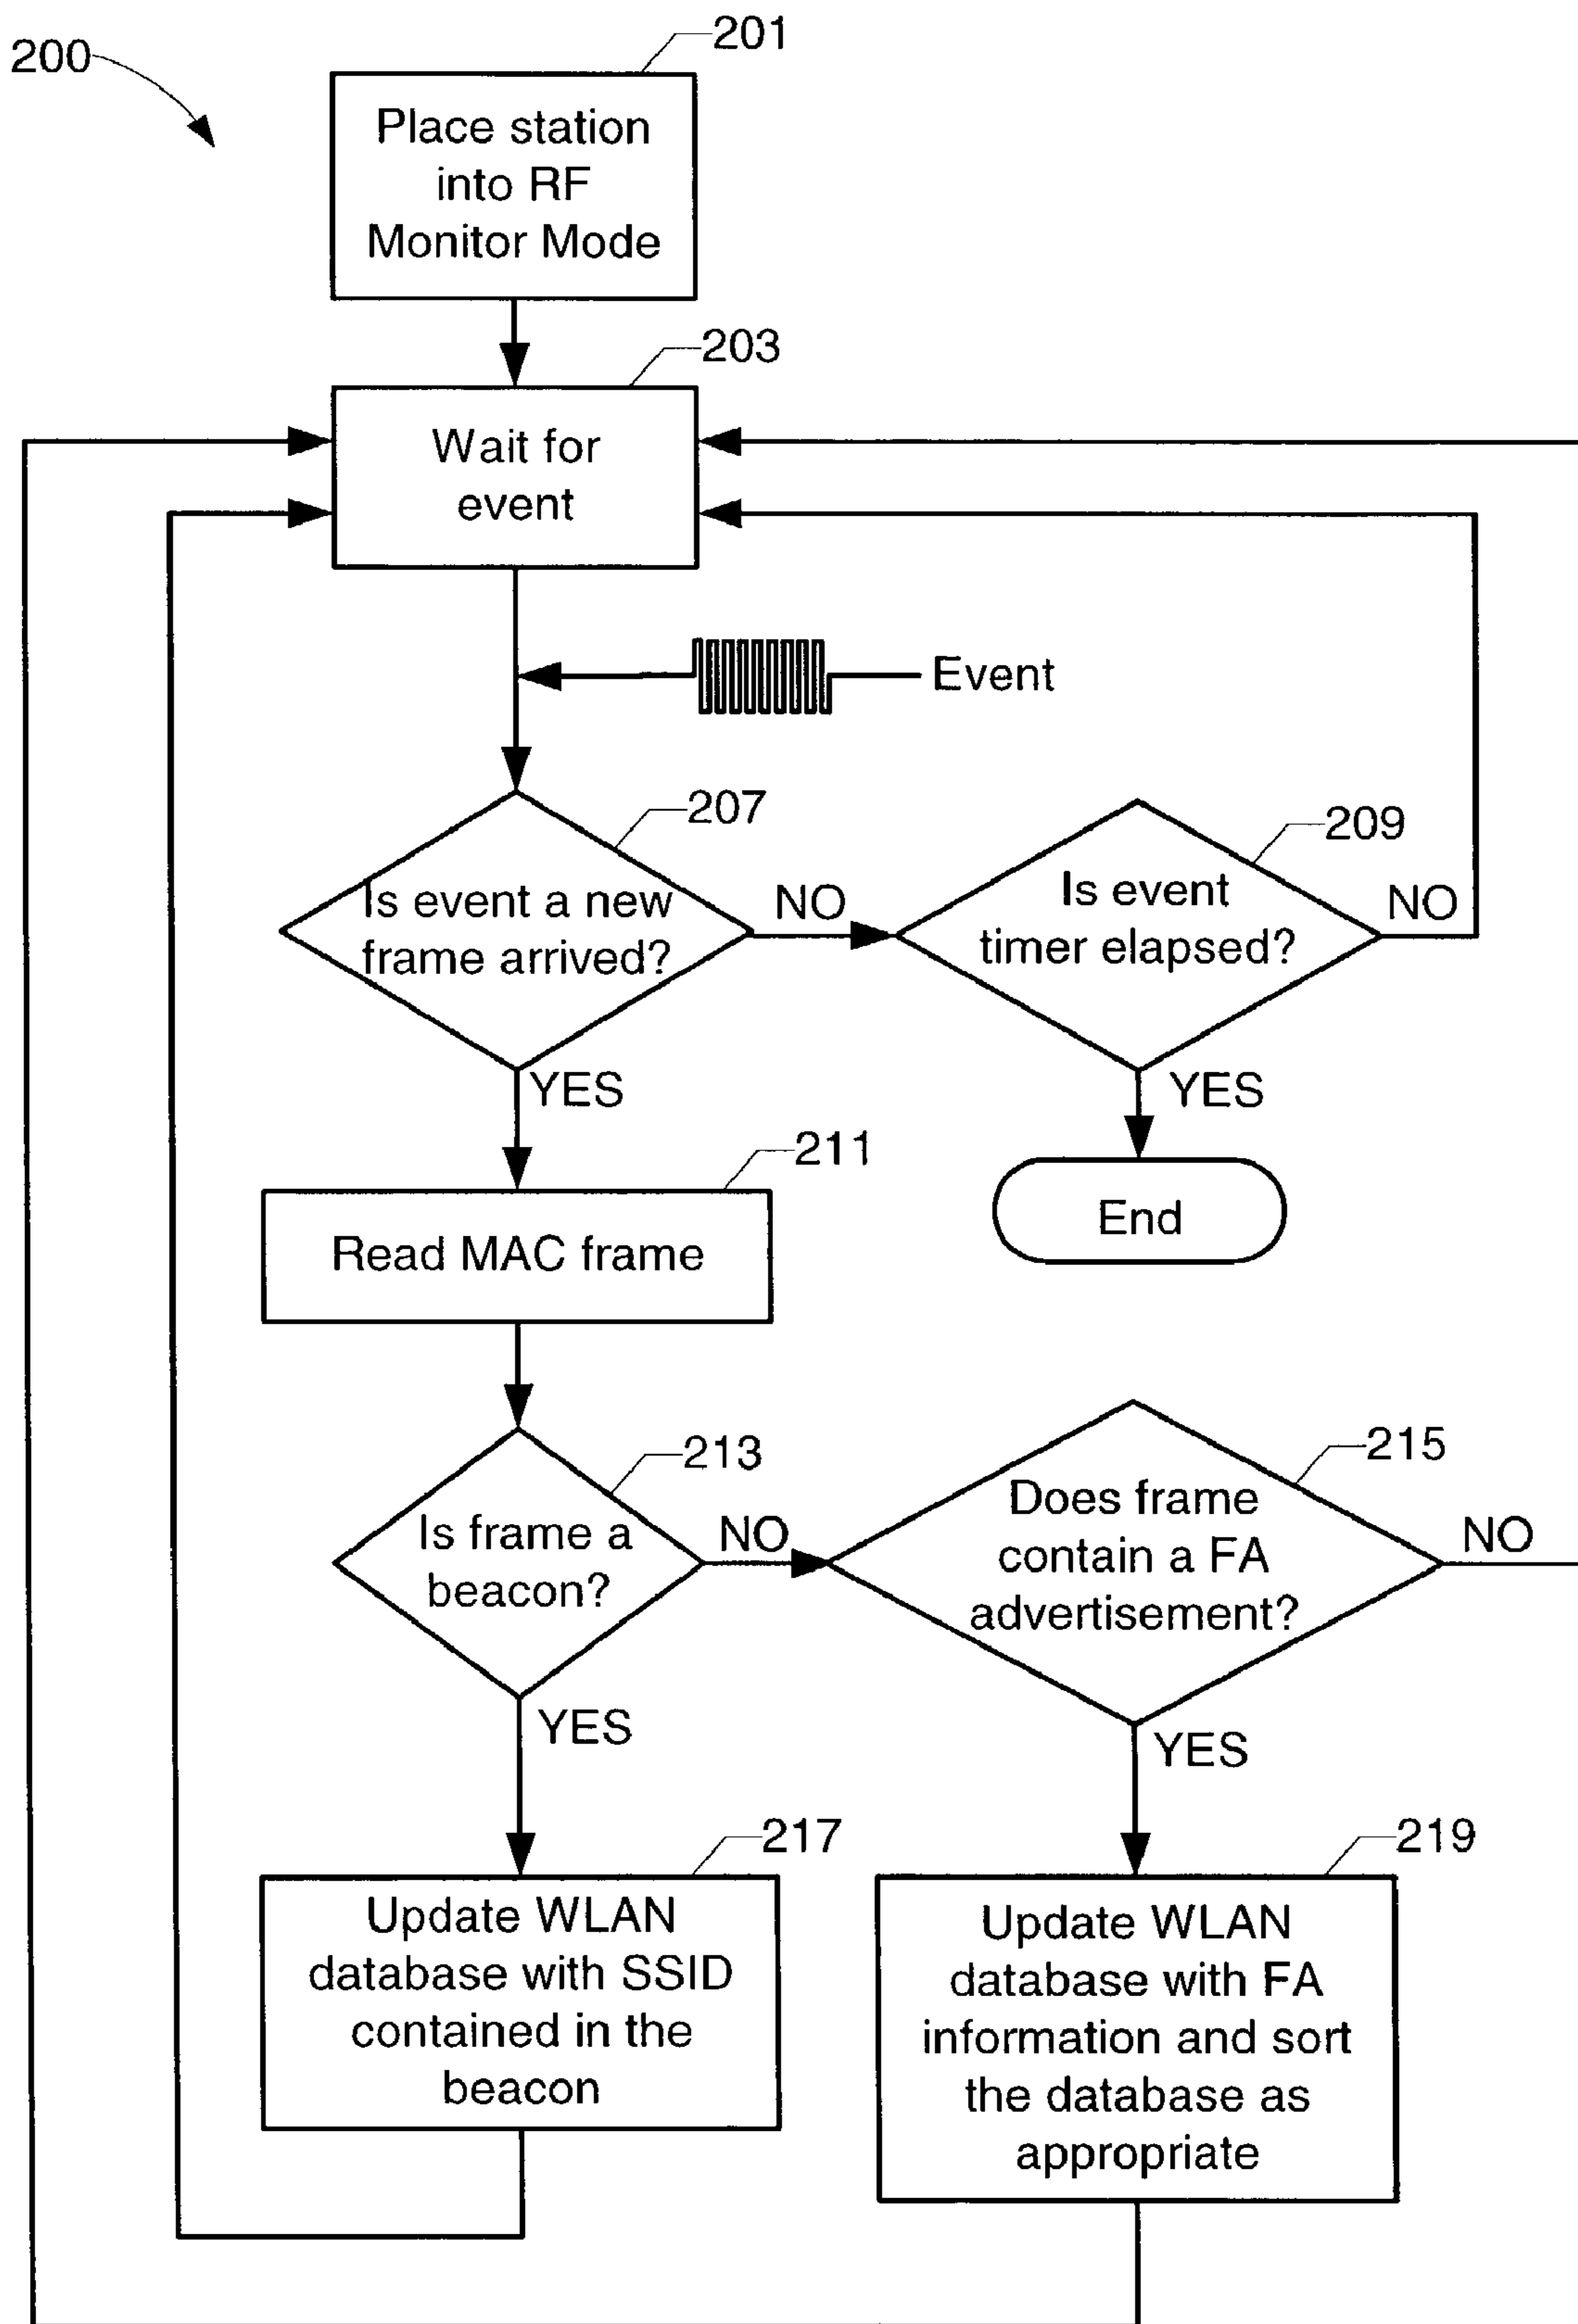 200
201
Place station
into RF
Monitor Mode
203
Wait for
event
Event
207
Is event a new
frame arrived?
NO
209
Is event
timer elapsed?
NO
YES
YES
211
Read MAC frame
End
213
Is frame a
beacon?
NO
215
Does frame
contain a FA
advertisement?
NO
YES
YES
217
Update WLAN
database with SSID
contained in the
beacon
219
Update WLAN
database with FA
information and sort
the database as
appropriate